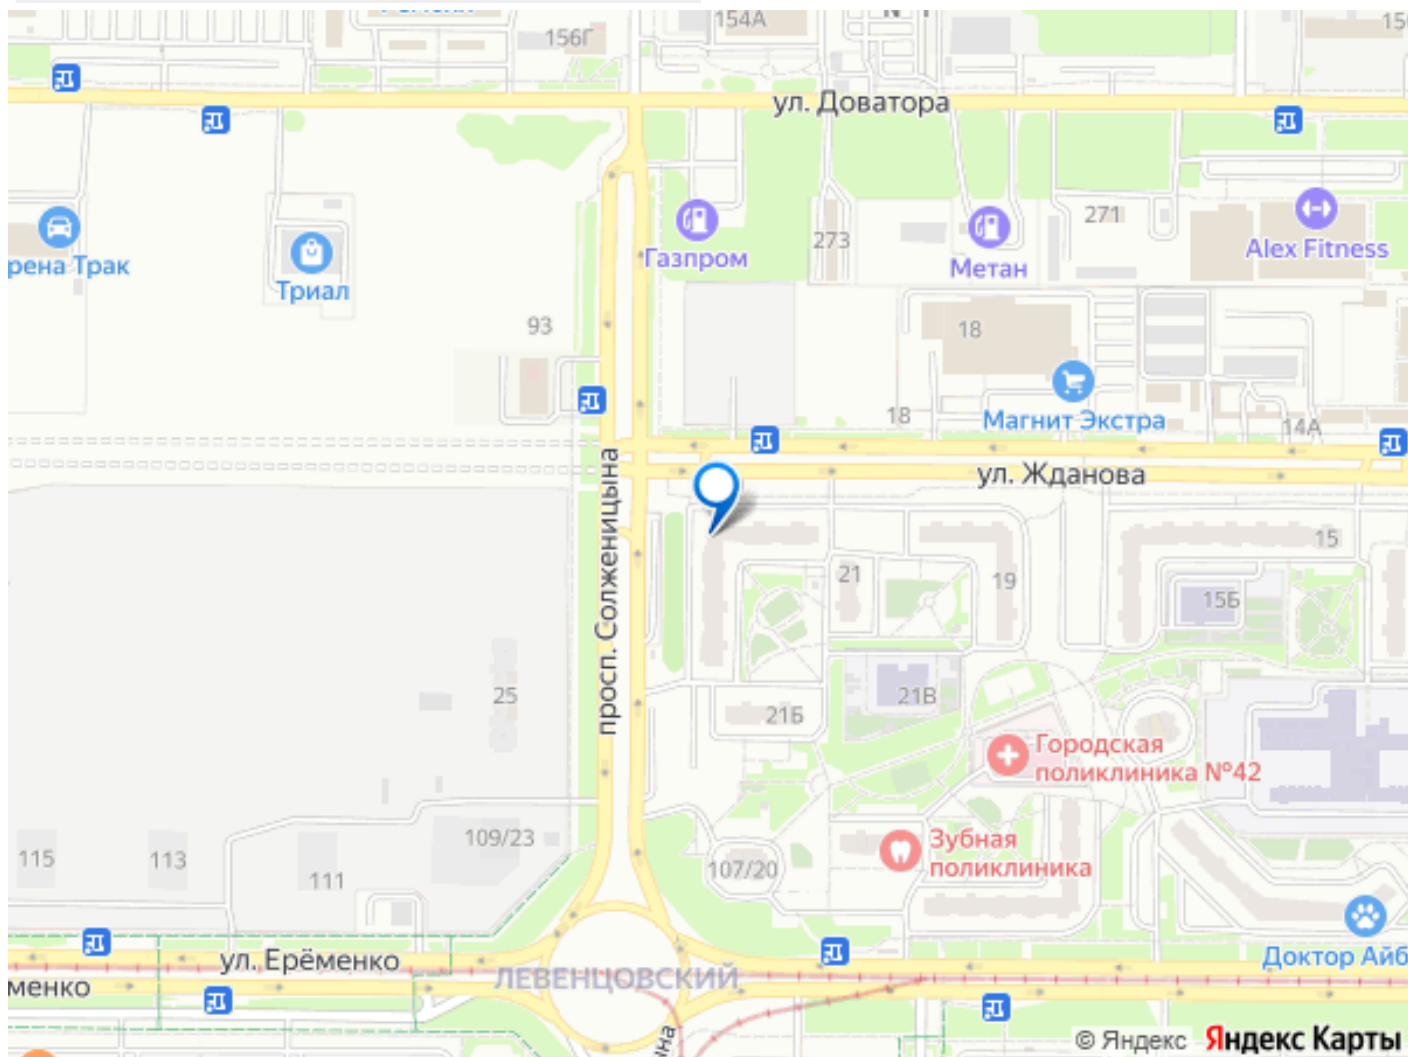 154А
156Г
ул. Доватора
271
273
Газпром
Метан
Alex Fitness
рена Трак
Триал
93
18
18
Магнит Экстра
14А
ул. Жданова
просп. Солженицына
15
21
19
15Б
25
21В
21Б
Городская
поликлиника №42
109/23
115
113
111
107/20
Зубная
поликлиника
Доктор Айб
ул. Ерёменко
ЛЕВЕНЦОВСКИЙ
менко
© Яндекс Яндекс Карты